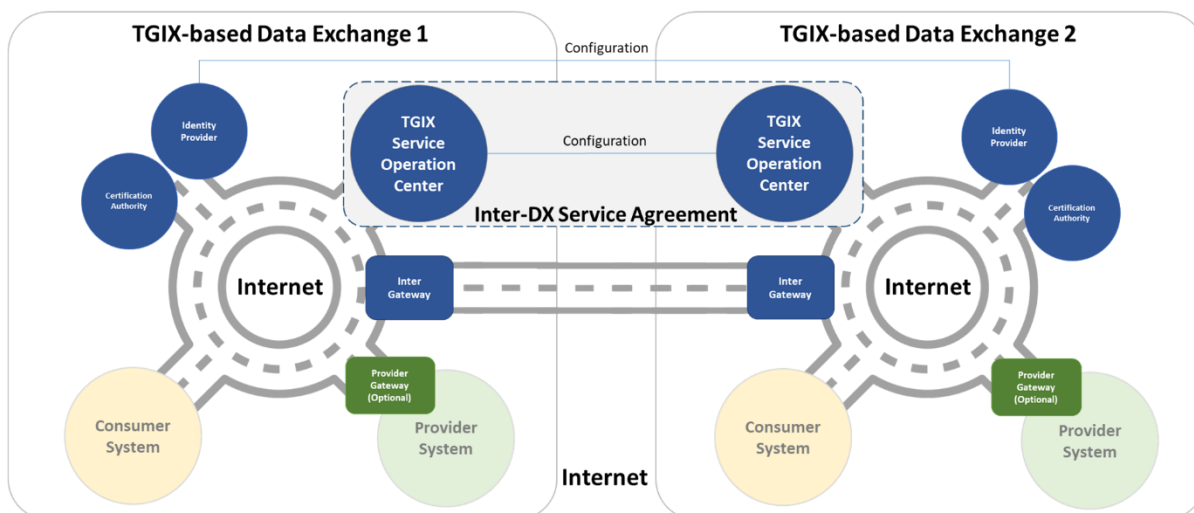 TGIX-based Data Exchange 1
TGIX-based Data Exchange 2
Configuration
Identity
Provider
TGIX
Service
Operation
Center
Configuration
TGIX
Service
Operation
Center
Identity
Provider
Certification
Authority
Certification
Authority
Inter-DX Service Agreement
Internet
Inter
Gateway
Inter
Gateway
Internet
Provider
Gateway
(Optional)
Provider
Gateway
(Optional)
Consumer
System
Provider
System
Consumer
System
Provider
System
Internet